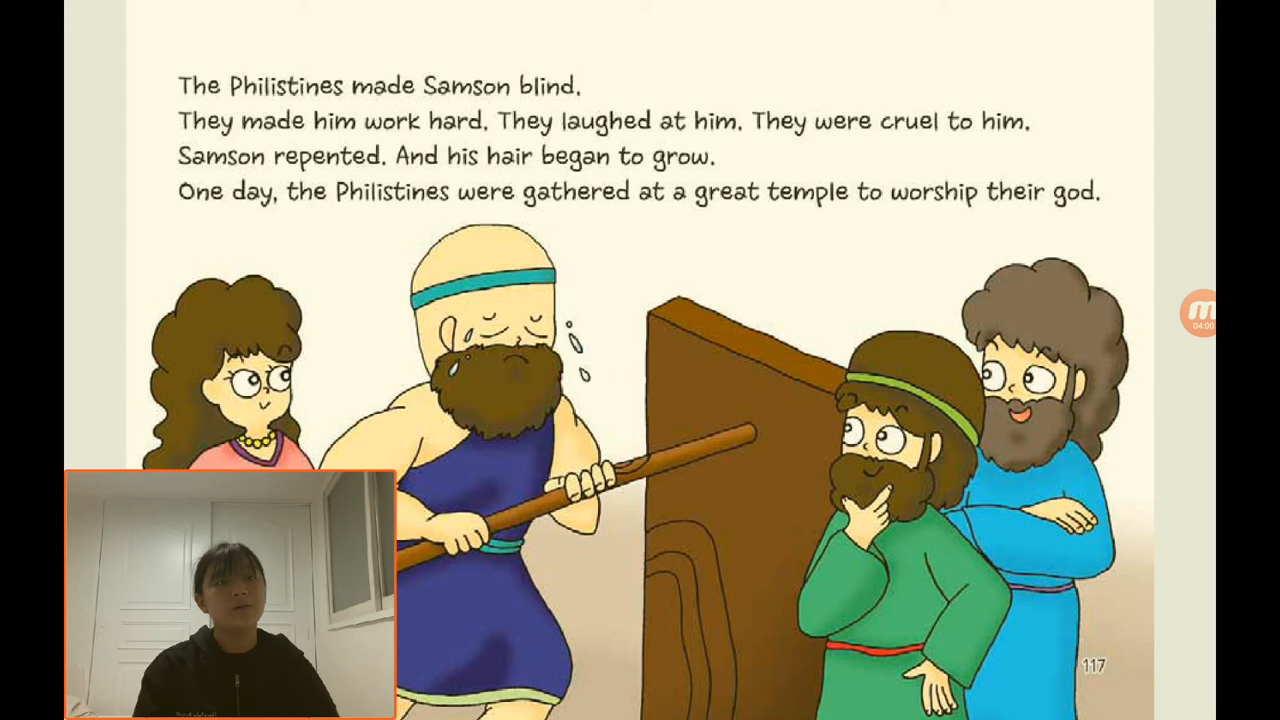 The Philistines made Samson blind.
They made him work hard. They laughed at him. They were cruel to him.
Samson repented. And his hair began to grow.
One day, the Philistines were gathered at a great temple to worship their god.
04:00
117